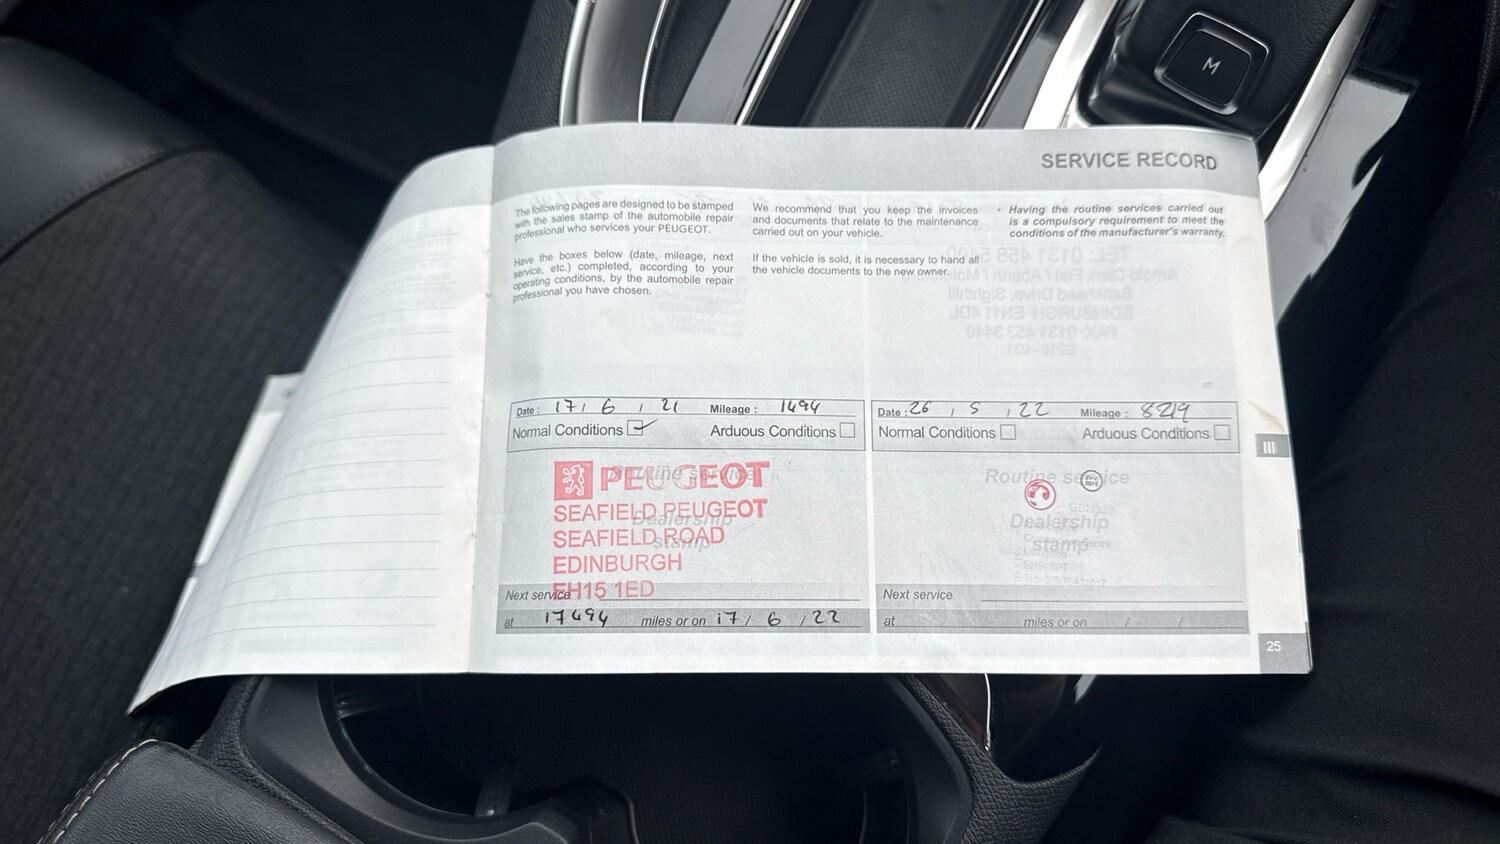 M
SERVICE RECORD
The following pages are designed to be stamped
with the sales stamp of the automobile repair
professional who services your PEUGEOT.
Have the boxes below (date, mileage, next
service, etc.) completed, according to your
operating conditions, by the automobile repair
professional you have chosen.
We recommend that you keep the invoices
and documents that relate to the maintenance
carried out on your vehicle.
If the vehicle is sold, it is necessary to hand all
the vehicle documents to the new owner.
• Having the routine services carried out
is a compulsory requirement to meet the
conditions of the manufacturer's warranty.
Date : 17 / 6 / 21 Mileage : 1494
Normal Conditions Arduous Conditions
Routine service
PEUGEOT
SEAFIELD PEUGEOT
Dealership
SEAFIELD ROAD
stamp
EDINBURGH
EH15 1ED
Next service
at 17494 miles or on 17 / 6 / 22
Date : 26 / 5 / 22 Mileage : 8219
Normal Conditions Arduous Conditions
Routine service
Dealership
stamp
Next service
at miles or on / /
III
25